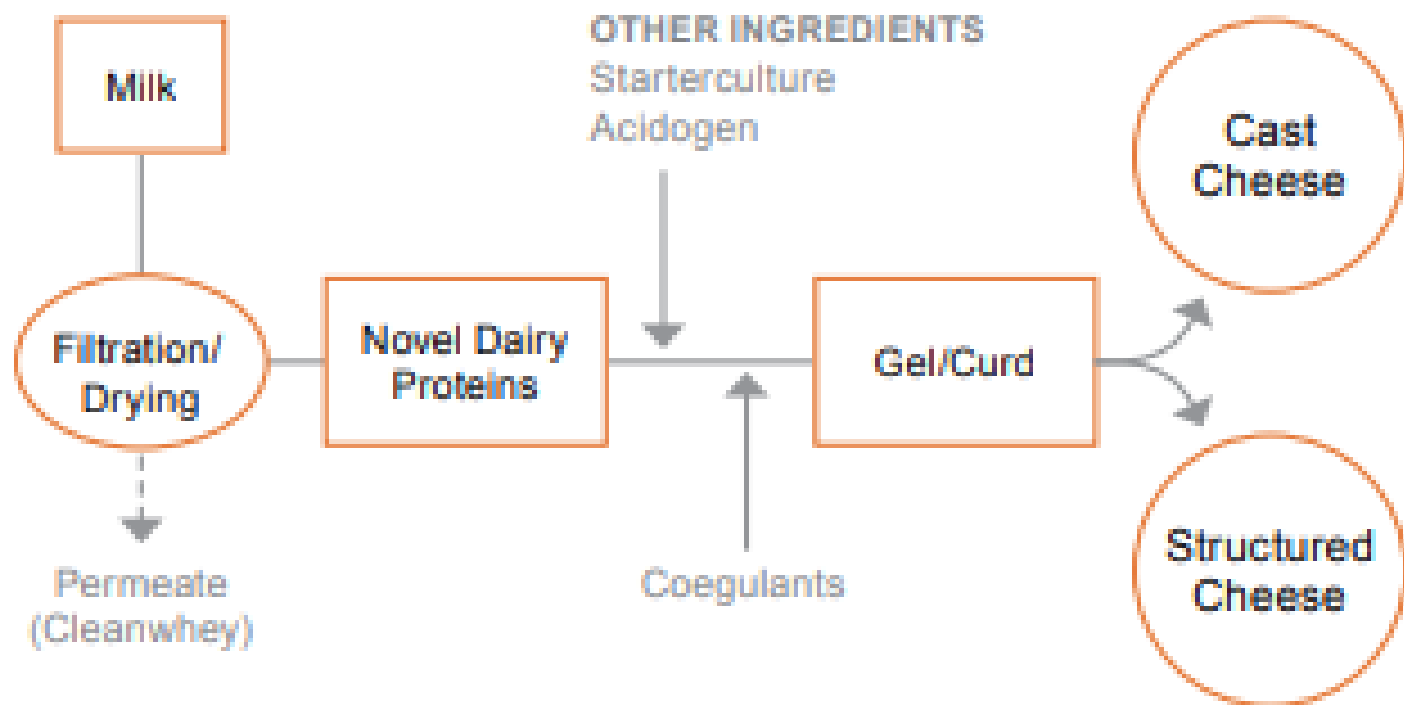 Milk
OTHER INGREDIENTS
Starterculture
Acidogen
Cast
Cheese
Filtration/
Drying
Novel Dairy
Proteins
Gel/Curd
Permeate
(Cleanwhey)
Coegulants
Structured
Cheese